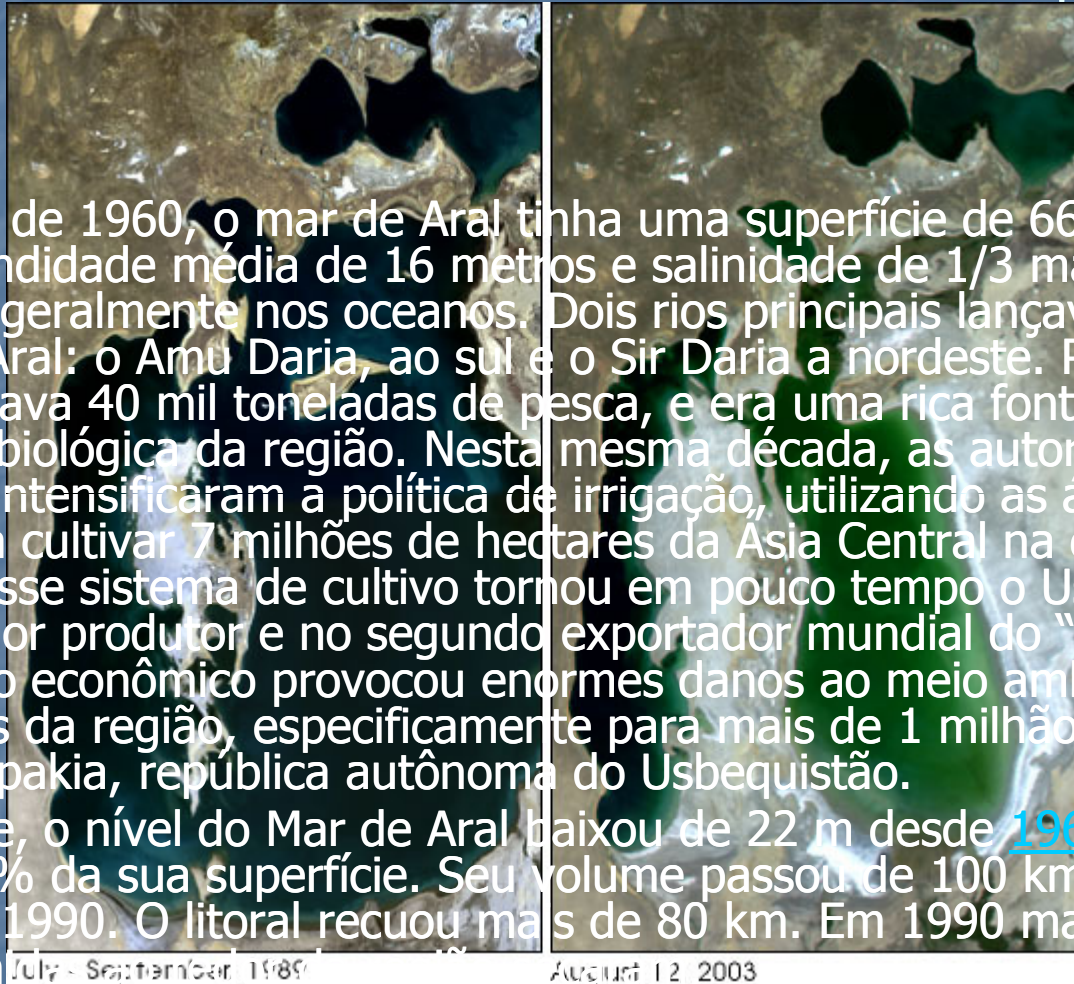 de 1960, o mar de Aral tinha uma superfície de 66
ndidade média de 16 metros e salinidade de 1/3 ma
geralmente nos oceanos. Dois rios principais lançav
Aral: o Amu Daria, ao sul e o Sir Daria a nordeste. P
ava 40 mil toneladas de pesca, e era uma rica font
biológica da região. Nesta mesma década, as autor
intensificaram a política de irrigação, utilizando as á
cultivar 7 milhões de hectares da Ásia Central na
sse sistema de cultivo tornou em pouco tempo o U
or produtor e no segundo exportador mundial do “
o econômico provocou enormes danos ao meio amb
s da região, especificamente para mais de 1 milhão
pakia, república autônoma do Usbequistão.
e, o nível do Mar de Aral baixou de 22 m desde 196
% da sua superfície. Seu volume passou de 100 km
1990. O litoral recuou mais de 80 km. Em 1990 ma
July - September, 1989
August 12, 2003